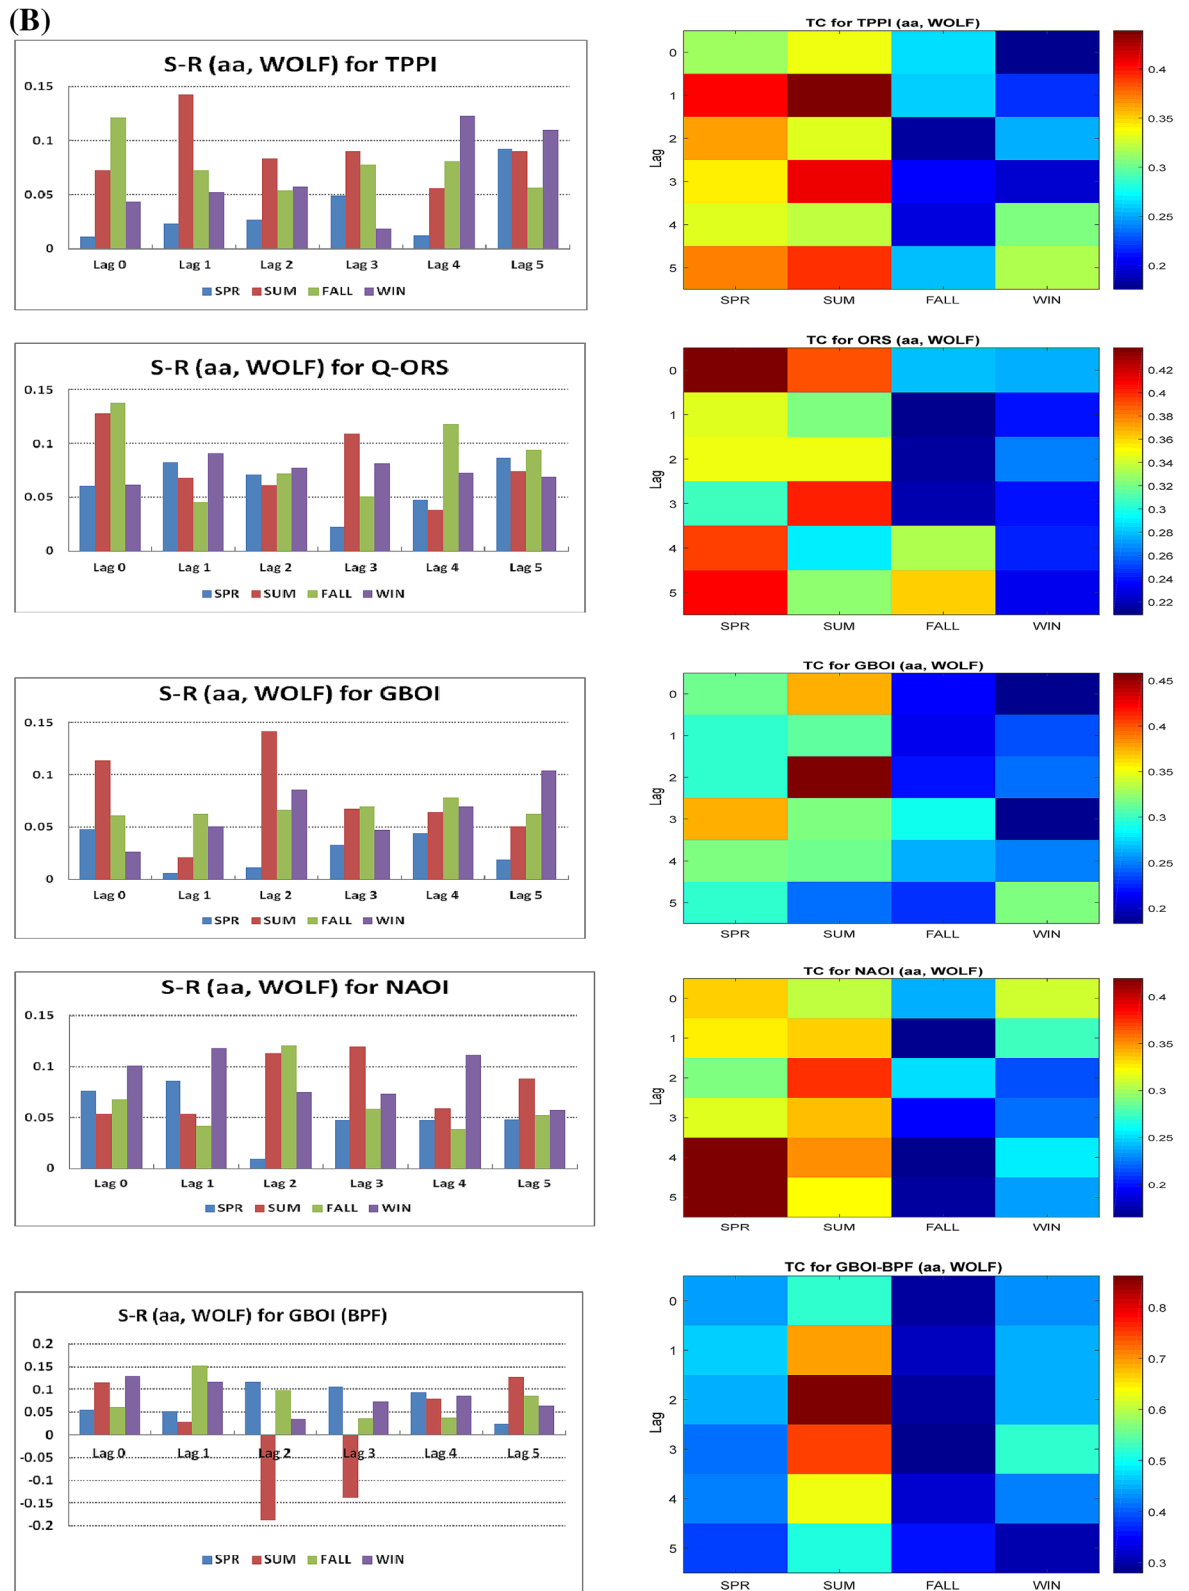 (B)
S-R (aa, WOLF) for TPPI
0.15
0.1
0.05
0
Lag 0 Lag 1 Lag 2 Lag 3 Lag 4 Lag 5
SPR SUM FALL WIN
TC for TPPI (aa, WOLF)
Lag
0
1
2
3
4
5
SPR SUM FALL WIN
0.4
0.35
0.3
0.25
0.2
S-R (aa, WOLF) for Q-ORS
0.15
0.1
0.05
0
Lag 0 Lag 1 Lag 2 Lag 3 Lag 4 Lag 5
SPR SUM FALL WIN
TC for ORS (aa, WOLF)
Lag
0
1
2
3
4
5
SPR SUM FALL WIN
0.42
0.4
0.38
0.36
0.34
0.32
0.3
0.28
0.26
0.24
0.22
S-R (aa, WOLF) for GBOI
0.15
0.1
0.05
0
Lag 0 Lag 1 Lag 2 Lag 3 Lag 4 Lag 5
SPR SUM FALL WIN
TC for GBOI (aa, WOLF)
Lag
0
1
2
3
4
5
SPR SUM FALL WIN
0.45
0.4
0.35
0.3
0.25
0.2
S-R (aa, WOLF) for NAOI
0.15
0.1
0.05
0
Lag 0 Lag 1 Lag 2 Lag 3 Lag 4 Lag 5
SPR SUM FALL WIN
TC for NAOI (aa, WOLF)
Lag
0
1
2
3
4
5
SPR SUM FALL WIN
0.4
0.35
0.3
0.25
0.2
S-R (aa, WOLF) for GBOI (BPF)
0.2
0.15
0.1
0.05
0
-0.05
-0.1
-0.15
-0.2
Lag 0 Lag 1 Lag 2 Lag 3 Lag 4 Lag 5
SPR SUM FALL WIN
TC for GBOI-BPF (aa, WOLF)
Lag
0
1
2
3
4
5
SPR SUM FALL WIN
0.8
0.7
0.6
0.5
0.4
0.3